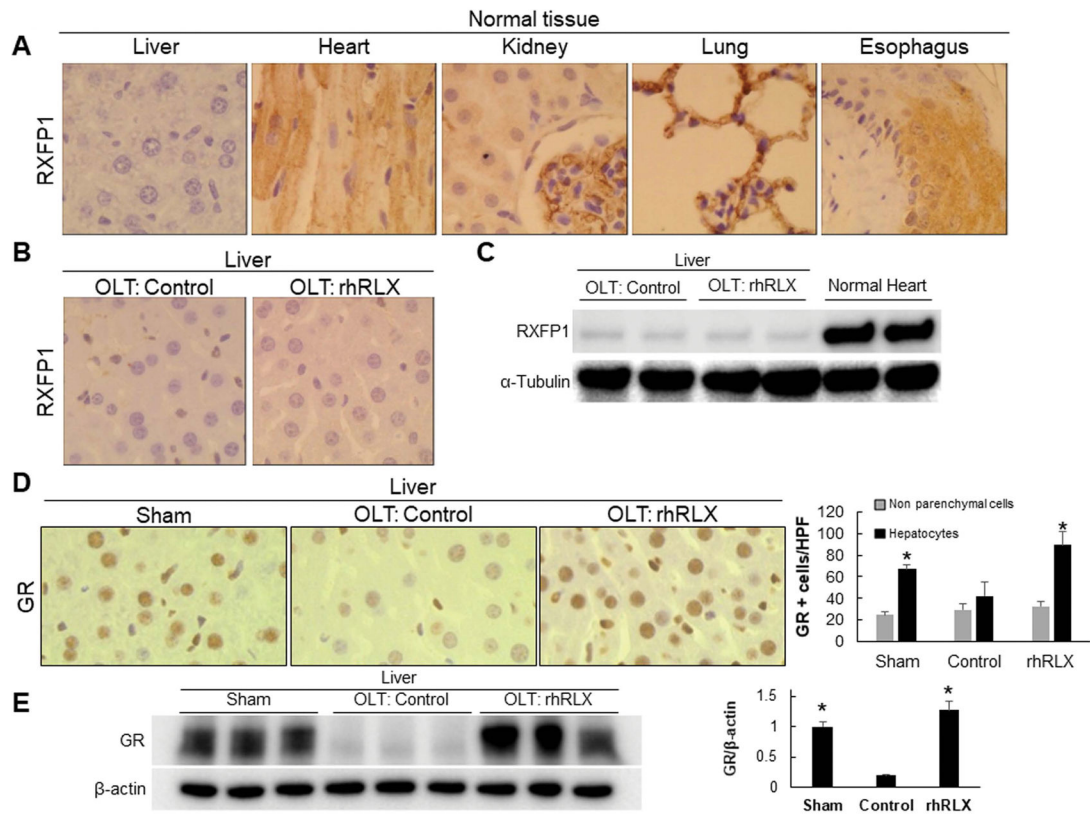 Normal tissue
A
Liver
Heart
Kidney
Lung
Esophagus
RXFP1
B
Liver
OLT: Control
OLT: rhRLX
RXFP1
C
Liver
OLT: Control
OLT: rhRLX
Normal Heart
RXFP1
α-Tubulin
D
Liver
Sham
OLT: Control
OLT: rhRLX
GR
Non parenchymal cells
Hepatocytes
GR + cells/HPF
120
100
80
60
40
20
0
*
*
Sham
Control
rhRLX
E
Liver
Sham
OLT: Control
OLT: rhRLX
GR
β-actin
GR/β-actin
1.5
1
0.5
0
*
*
Sham
Control
rhRLX